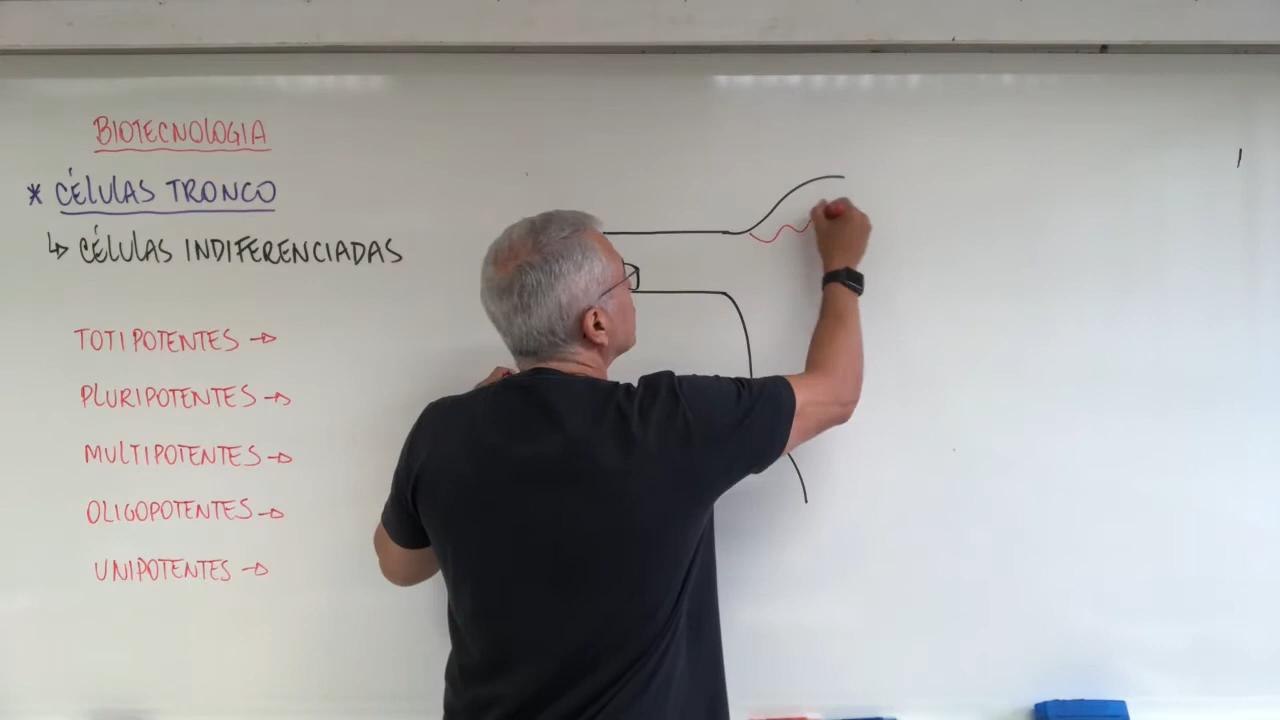 BIOTECNOLOGIA
* CÉLULAS TRONCO
↳ CÉLULAS INDIFERENCIADAS
TOTIPOTENTES →
PLURIPOTENTES →
MULTIPOTENTES →
OLIGOPOTENTES →
UNIPOTENTES →